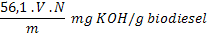 56,1 .V .N
m
mg KOH/g biodiesel